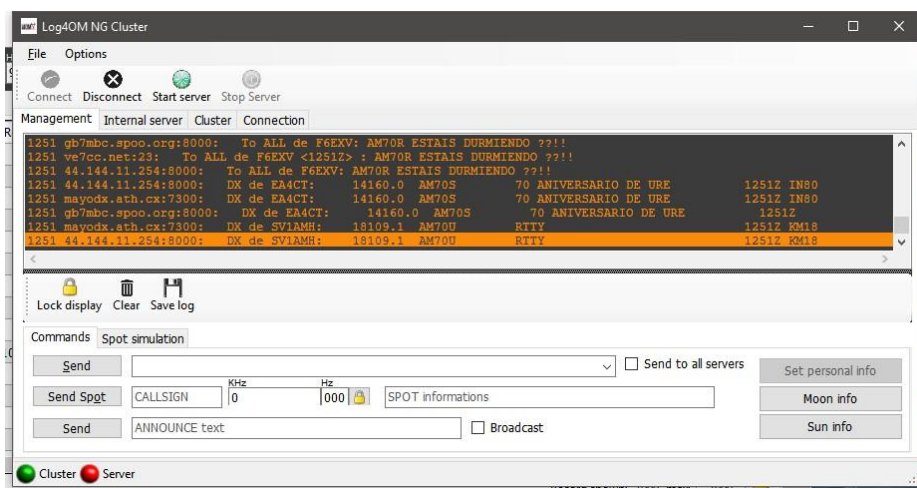 Log4OM NG Cluster
File Options
Connect Disconnect Start server Stop Server
Management Internal server Cluster Connection
1251 gb7mbc.spoo.org:8000: To ALL de F6EXV: AM70R ESTAIS DURMIENDO ??!!
1251 ve7cc.net:23: To ALL de F6EXV <1251Z> : AM70R ESTAIS DURMIENDO ??!!
1251 44.144.11.254:8000: To ALL de F6EXV: AM70R ESTAIS DURMIENDO ??!!
1251 44.144.11.254:8000: DX de EA4CT: 14160.0 AM70S 70 ANIVERSARIO DE URE 1251Z IN80
1251 mayodx.ath.cx:7300: DX de EA4CT: 14160.0 AM70S 70 ANIVERSARIO DE URE 1251Z IN80
1251 gb7mbc.spoo.org:8000: DX de EA4CT: 14160.0 AM70S 70 ANIVERSARIO DE URE 1251Z
1251 mayodx.ath.cx:7300: DX de SV1AMH: 18109.1 AM70U RTTY 1251Z KM18
1251 44.144.11.254:8000: DX de SV1AMH: 18109.1 AM70U RTTY 1251Z KM18
Lock display Clear Save log
Commands Spot simulation
Send Send to all servers Set personal info
KHz Hz
Send Spot CALLSIGN 0 000 SPOT informations Moon info
Send ANNOUNCE text Broadcast Sun info
Cluster Server